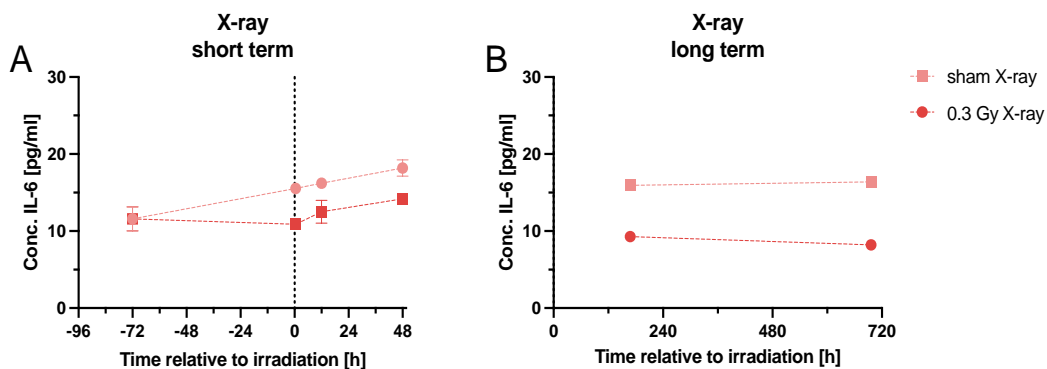 A
X-ray
short term
30
20
10
0
Conc. IL-6 [pg/ml]
-96 -72 -48 -24 0 24 48
Time relative to irradiation [h]
B
X-ray
long term
30
20
10
0
Conc. IL-6 [pg/ml]
0 240 480 720
Time relative to irradiation [h]
sham X-ray
0.3 Gy X-ray